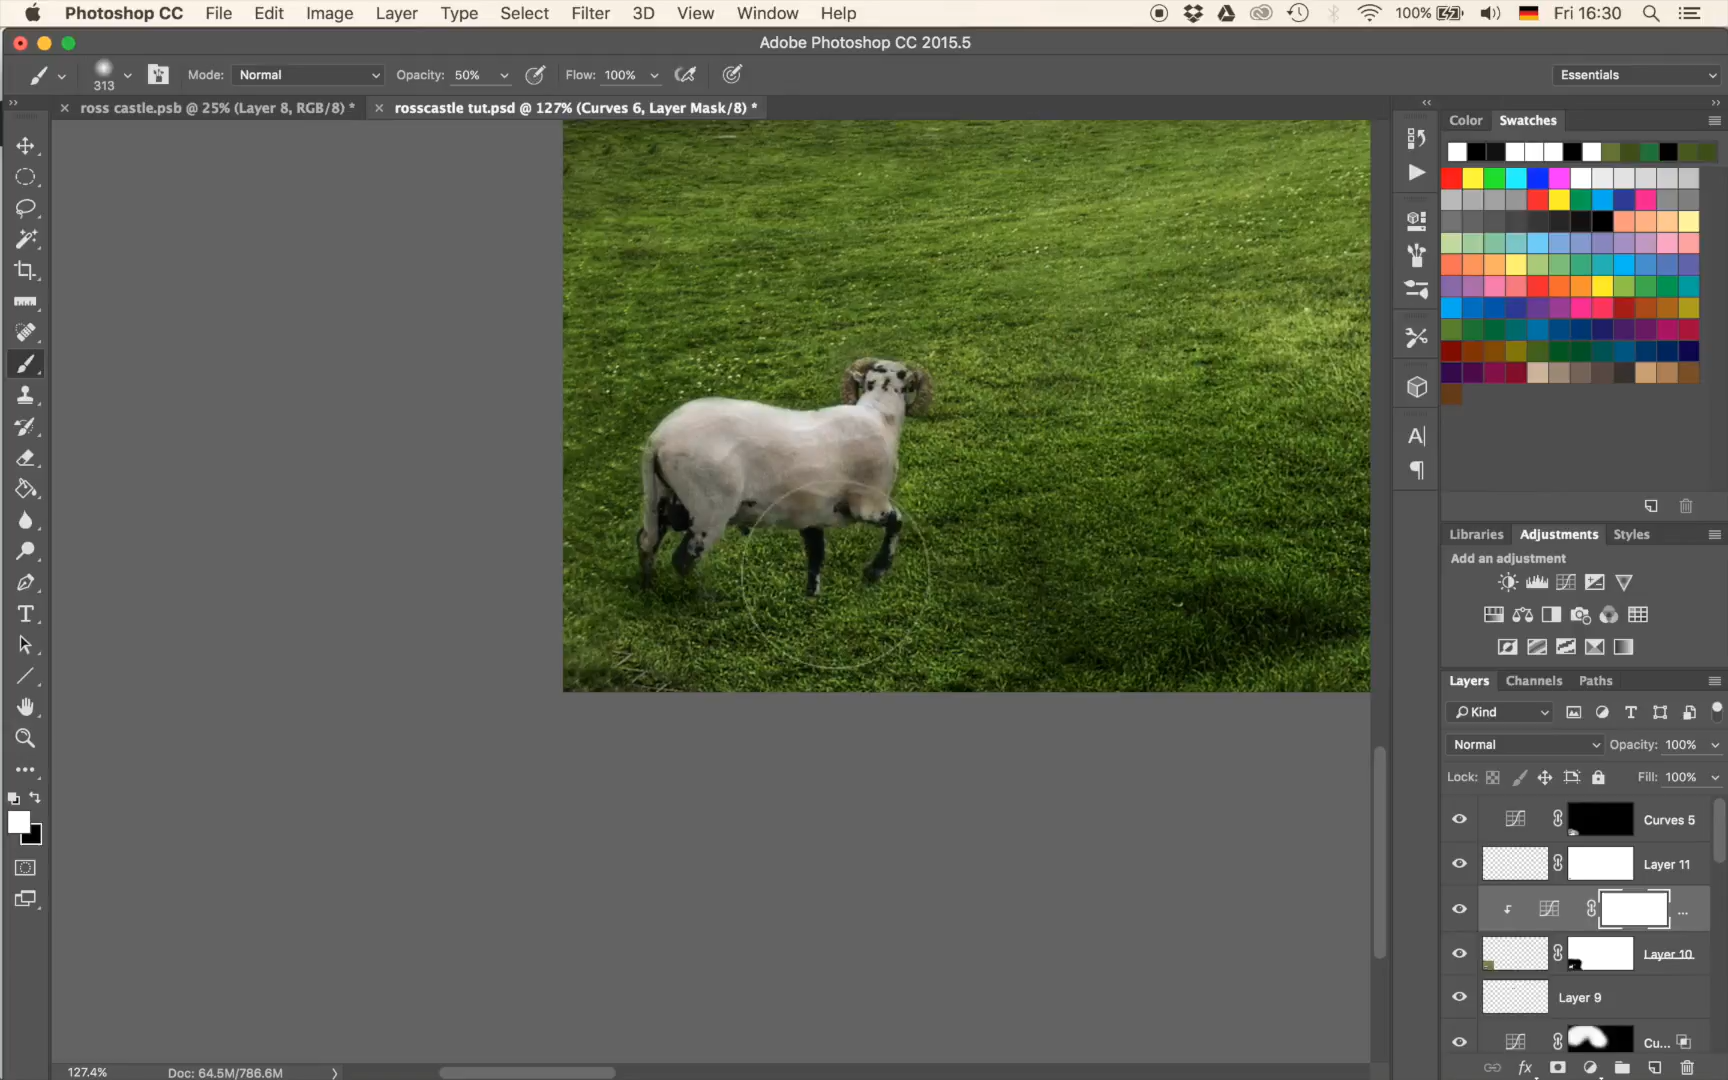 Photoshop CC File Edit Image Layer Type Select Filter 3D View Window Help 100% Fri 16:30
Adobe Photoshop CC 2015.5
313 Mode: Normal Opacity: 50% Flow: 100% Essentials
ross castle.psb @ 25% (Layer 8, RGB/8) * rosscastle tut.psd @ 127% (Curves 6, Layer Mask/8) *
Color Swatches
Libraries Adjustments Styles
Add an adjustment
Layers Channels Paths
Kind
Normal Opacity: 100%
Lock: Fill: 100%
Curves 5
Layer 11
...
Layer 10
Layer 9
Cu...
127.4% Doc: 64.5M/786.6M